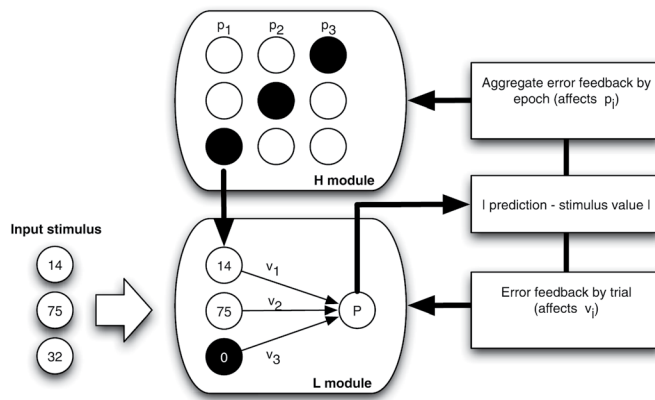 p1 p2 p3
H module
Aggregate error feedback by
epoch (affects pi)
| prediction - stimulus value |
Error feedback by trial
(affects vi)
Input stimulus
14
75
32
14
75
0
v1
v2
v3
P
L module